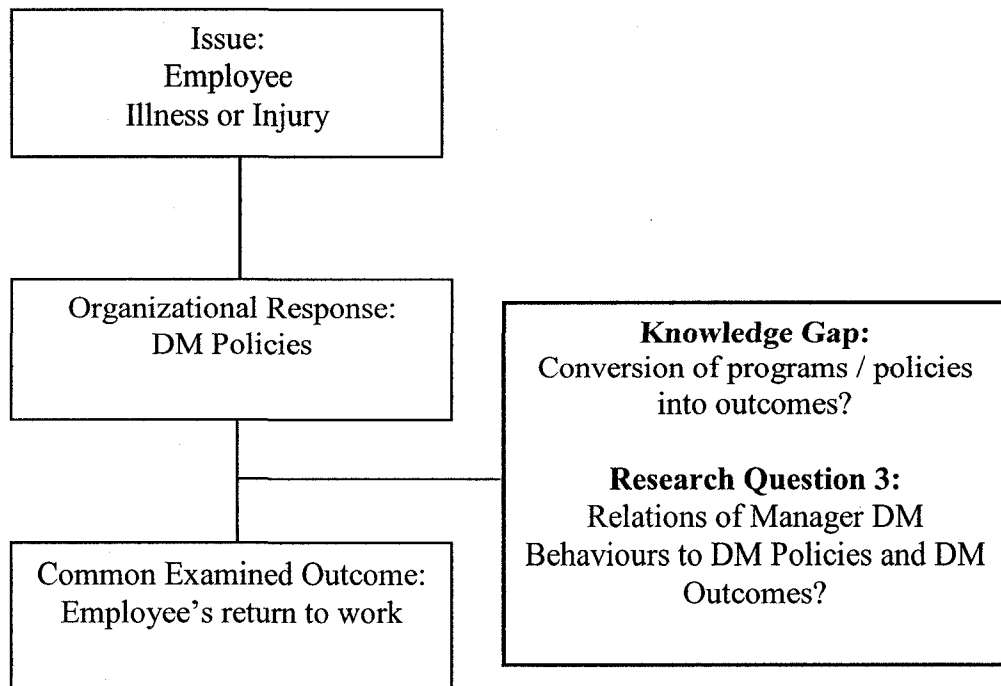 Issue:
Employee
Illness or Injury
Organizational Response:
DM Policies
Knowledge Gap:
Conversion of programs / policies
into outcomes?
Research Question 3:
Relations of Manager DM
Behaviours to DM Policies and DM
Outcomes?
Common Examined Outcome:
Employee's return to work